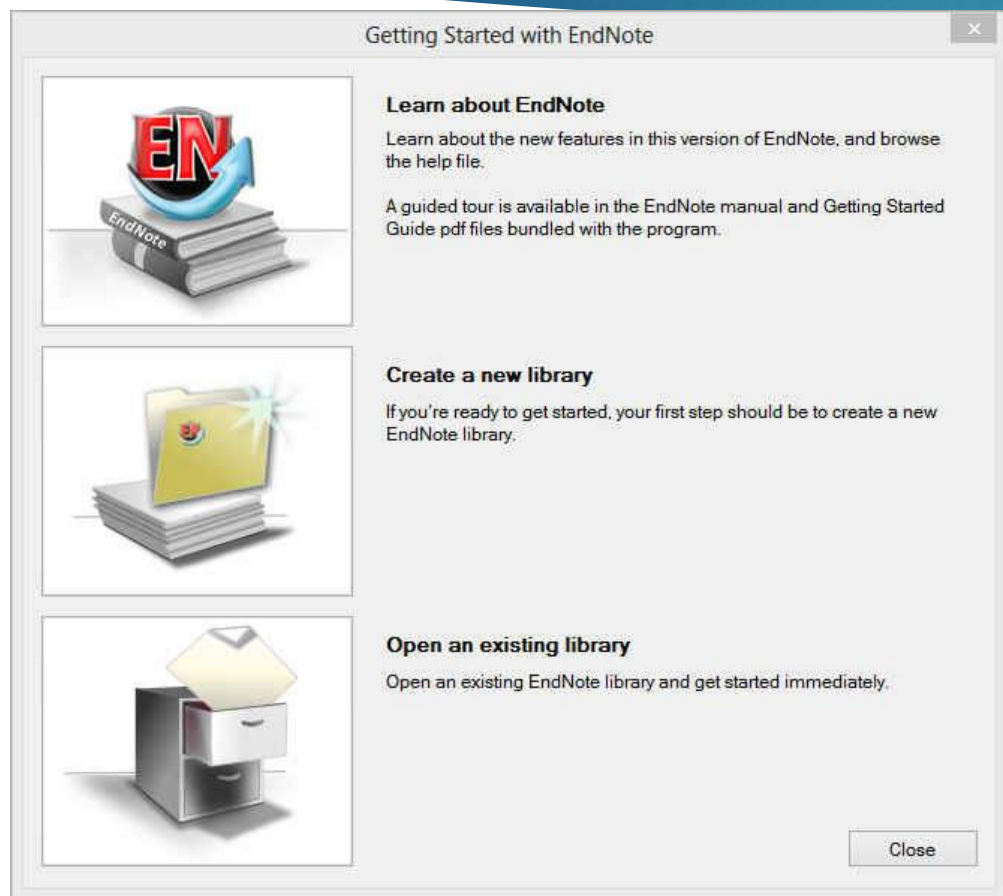 Getting Started with EndNote
EN
EndNote
Learn about EndNote
Learn about the new features in this version of EndNote, and browse
the help file.
A guided tour is available in the EndNote manual and Getting Started
Guide pdf files bundled with the program.
EN
Create a new library
If you're ready to get started, your first step should be to create a new
EndNote library.
Open an existing library
Open an existing EndNote library and get started immediately.
Close